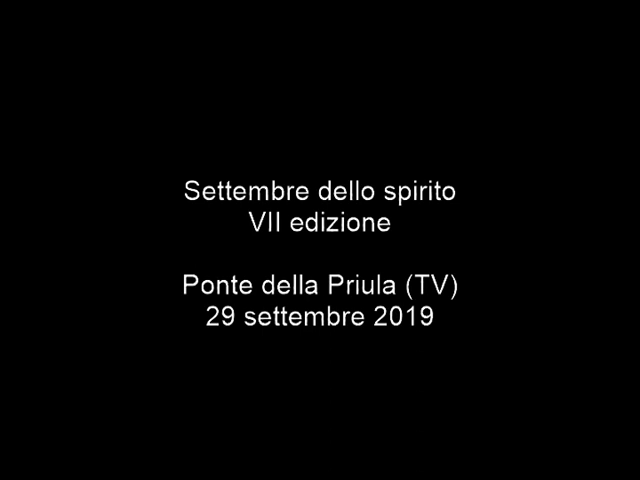 Settembre dello spirito
VII edizione
Ponte della Priula (TV)
29 settembre 2019